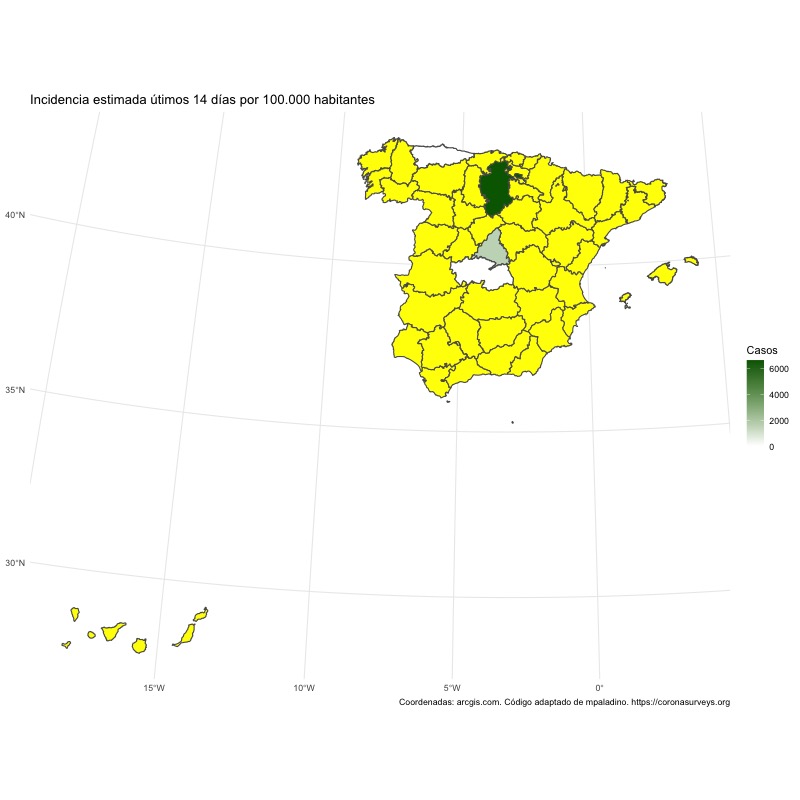 Incidencia estimada útimos 14 días por 100.000 habitantes
40°N
35°N
30°N
15°W
10°W
5°W
0°
Casos
6000
4000
2000
0
Coordenadas: arcgis.com. Código adaptado de mpaladino. https://coronasurveys.org